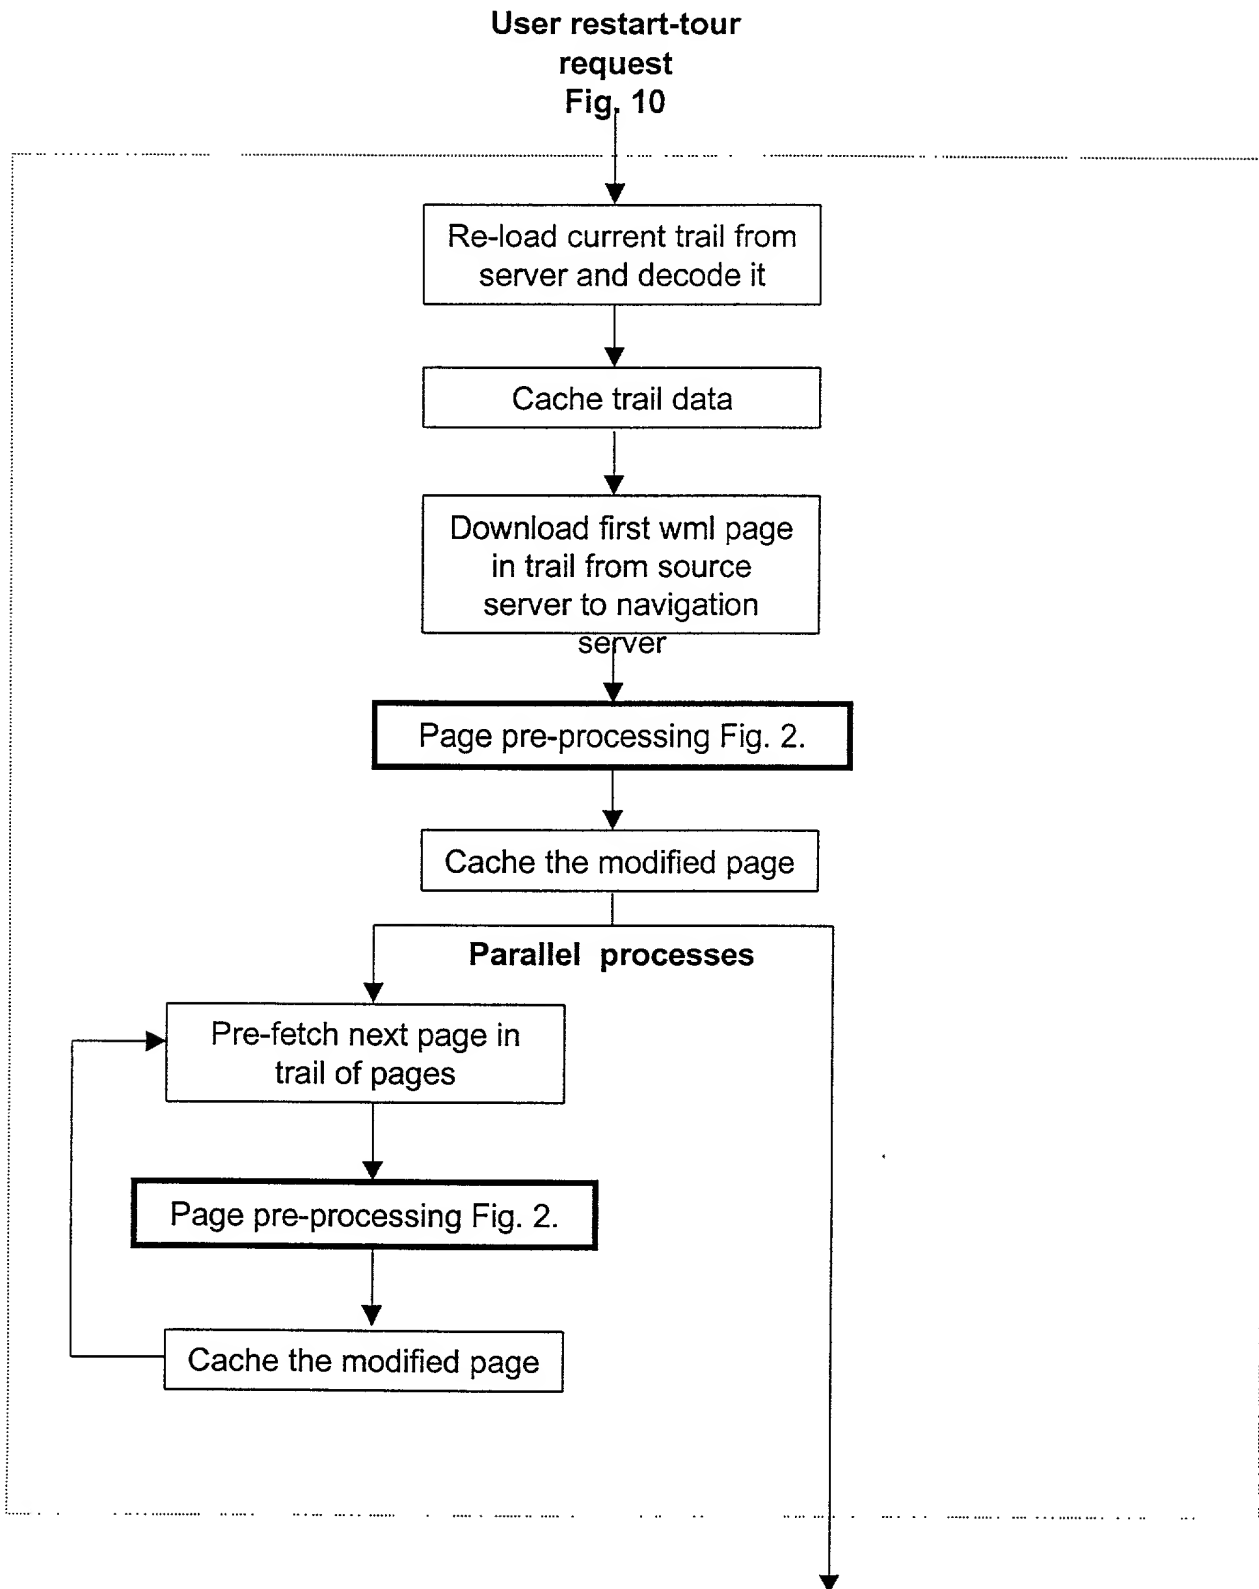 User restart-tour
request
Fig. 10
Re-load current trail from
server and decode it
Cache trail data
Download first wml page
in trail from source
server to navigation
server
Page pre-processing Fig. 2.
Cache the modified page
Parallel processes
Pre-fetch next page in
trail of pages
Page pre-processing Fig. 2.
Cache the modified page